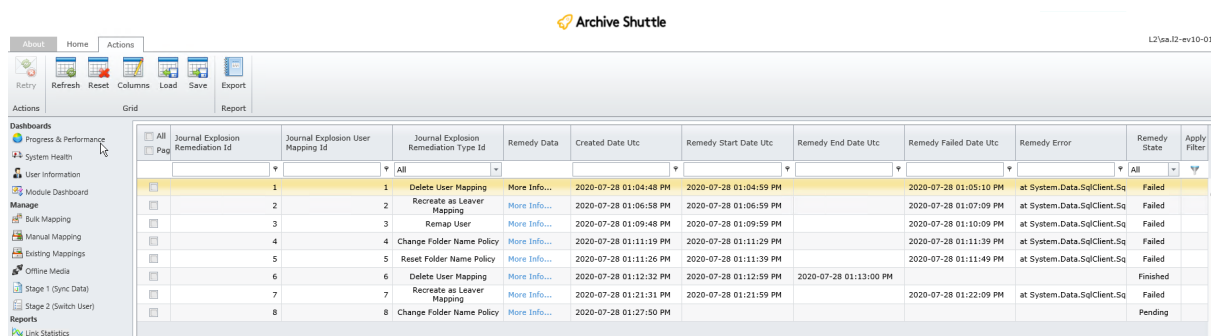 Archive Shuttle
L2\sa.l2-ev10-01
About Home Actions
Retry Refresh Reset Columns Load Save Export
Actions Grid Report
Dashboards
Progress & Performance
System Health
User Information
Module Dashboard
Manage
Bulk Mapping
Manual Mapping
Existing Mappings
Offline Media
Stage 1 (Sync Data)
Stage 2 (Switch User)
Reports
Link Statistics
All
Pag
Journal Explosion Remediation Id
Journal Explosion User Mapping Id
Journal Explosion Remediation Type Id
Remedy Data
Created Date Utc
Remedy Start Date Utc
Remedy End Date Utc
Remedy Failed Date Utc
Remedy Error
Remedy State
Apply Filter
All All
1 1 Delete User Mapping More Info... 2020-07-28 01:04:48 PM 2020-07-28 01:04:59 PM 2020-07-28 01:05:10 PM at System.Data.SqlClient.Sq Failed
2 2 Recreate as Leaver Mapping More Info... 2020-07-28 01:06:58 PM 2020-07-28 01:06:59 PM 2020-07-28 01:07:09 PM at System.Data.SqlClient.Sq Failed
3 3 Remap User More Info... 2020-07-28 01:09:48 PM 2020-07-28 01:09:59 PM 2020-07-28 01:10:09 PM at System.Data.SqlClient.Sq Failed
4 4 Change Folder Name Policy More Info... 2020-07-28 01:11:19 PM 2020-07-28 01:11:29 PM 2020-07-28 01:11:39 PM at System.Data.SqlClient.Sq Failed
5 5 Reset Folder Name Policy More Info... 2020-07-28 01:11:26 PM 2020-07-28 01:11:39 PM 2020-07-28 01:11:49 PM at System.Data.SqlClient.Sq Failed
6 6 Delete User Mapping More Info... 2020-07-28 01:12:32 PM 2020-07-28 01:12:59 PM 2020-07-28 01:13:00 PM Finished
7 7 Recreate as Leaver Mapping More Info... 2020-07-28 01:21:31 PM 2020-07-28 01:21:59 PM 2020-07-28 01:22:09 PM at System.Data.SqlClient.Sq Failed
8 8 Change Folder Name Policy More Info... 2020-07-28 01:27:50 PM Pending